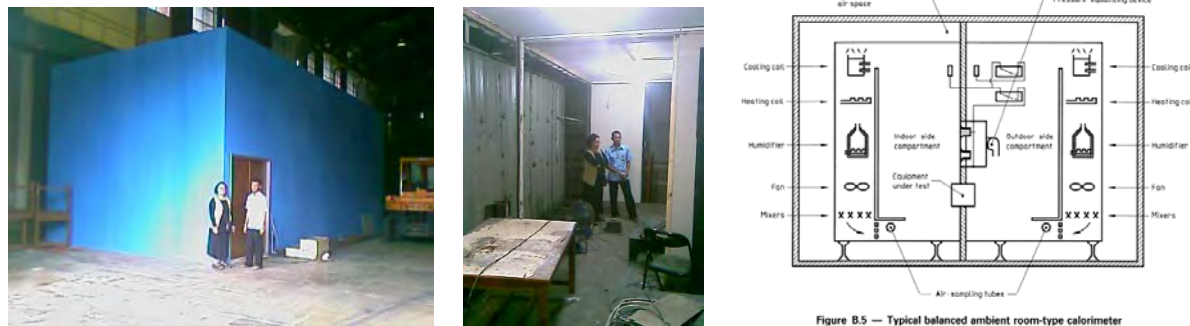 air space
Pressure equalizing device
Cooling coil
Cooling coil
Heating coil
Heating coil
Humidifier
Indoor side
compartment
Outdoor side
compartment
Humidifier
Equipment
under test
Fan
Fan
Mixers
Mixers
Air-sampling tubes
Figure B.5 — Typical balanced ambient room-type calorimeter